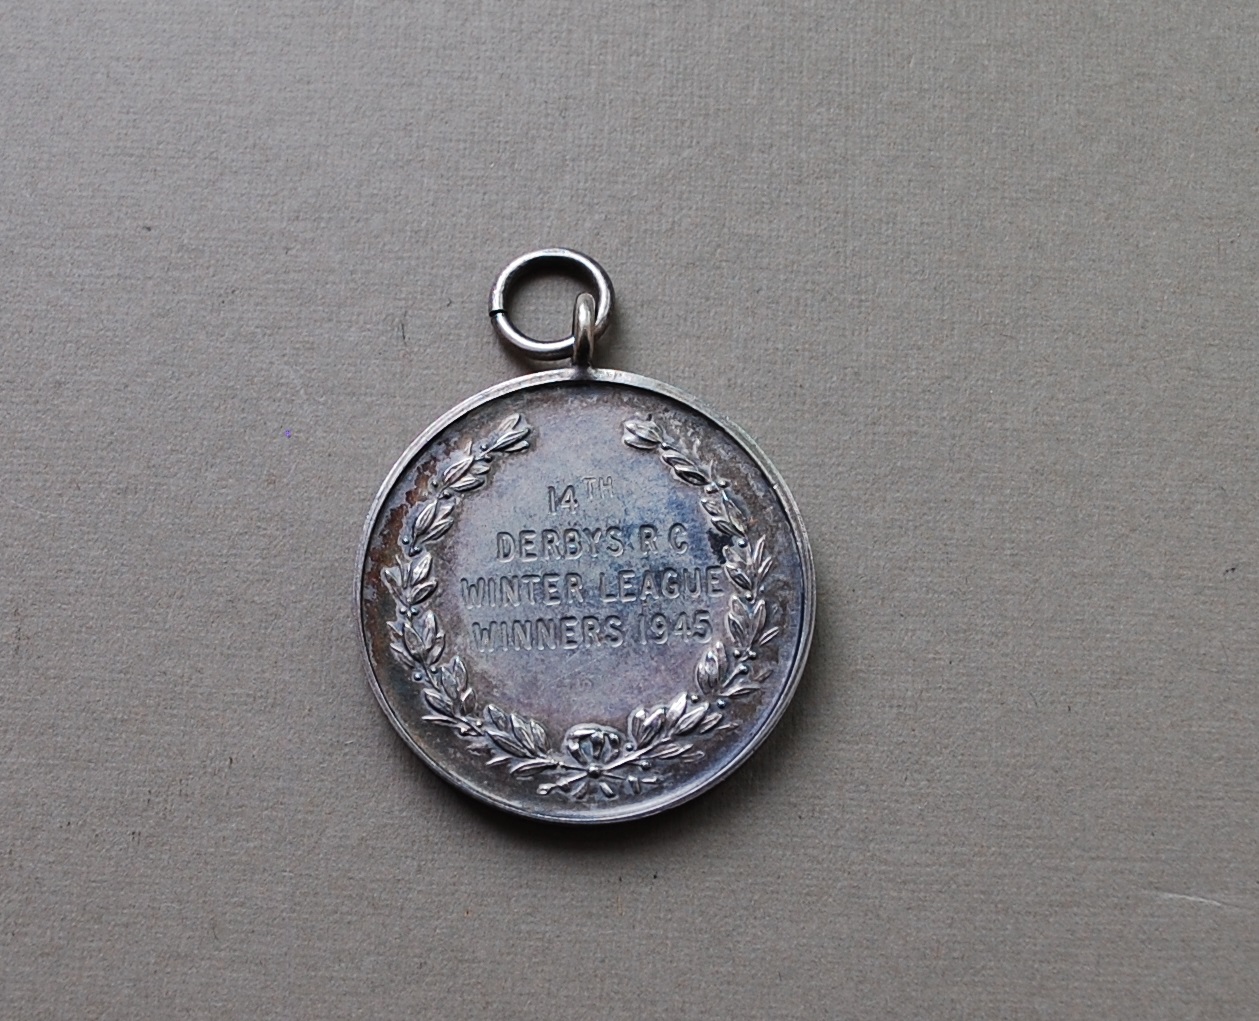 14TH
DERBYS R C
WINTER LEAGUE
WINNERS 1945